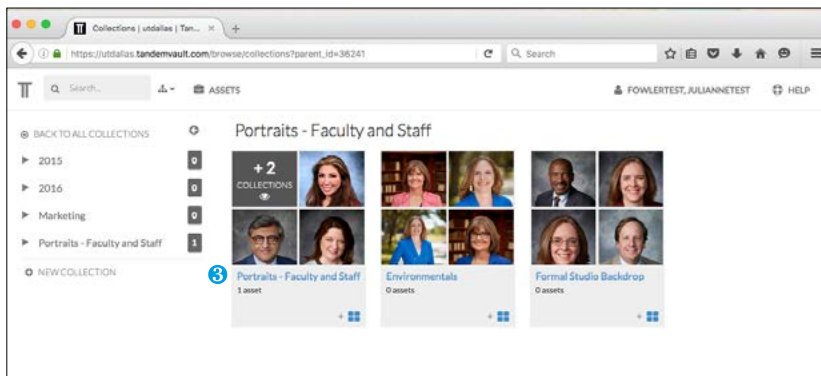 Collections | utdallas | Tan...
https://utdallas.tandemvault.com/browse/collections?parent_id=36241
Search
Search...
ASSETS
FOWLERTEST, JULIANNETEST
HELP
BACK TO ALL COLLECTIONS
2015 0
2016 0
Marketing 0
Portraits - Faculty and Staff 1
NEW COLLECTION
Portraits - Faculty and Staff
+2
COLLECTIONS
3
Portraits - Faculty and Staff
1 asset
Environmentals
0 assets
Formal Studio Backdrop
0 assets